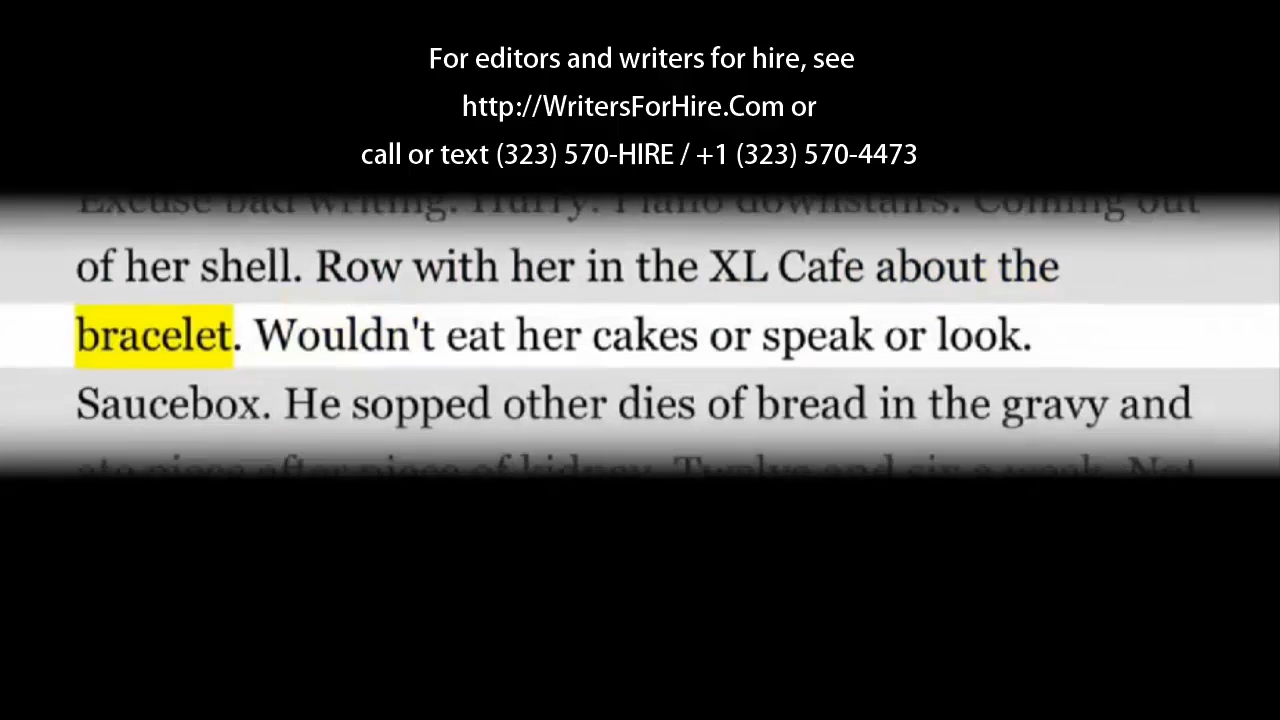 For editors and writers for hire, see
http://WritersForHire.Com or
call or text (323) 570-HIRE / +1 (323) 570-4473
Excuse bad writing. Hurry. Piano downstairs. Coming out
of her shell. Row with her in the XL Cafe about the
bracelet. Wouldn't eat her cakes or speak or look.
Saucebox. He sopped other dies of bread in the gravy and
ate piece after piece of kidney. Twelve and six a week. Not